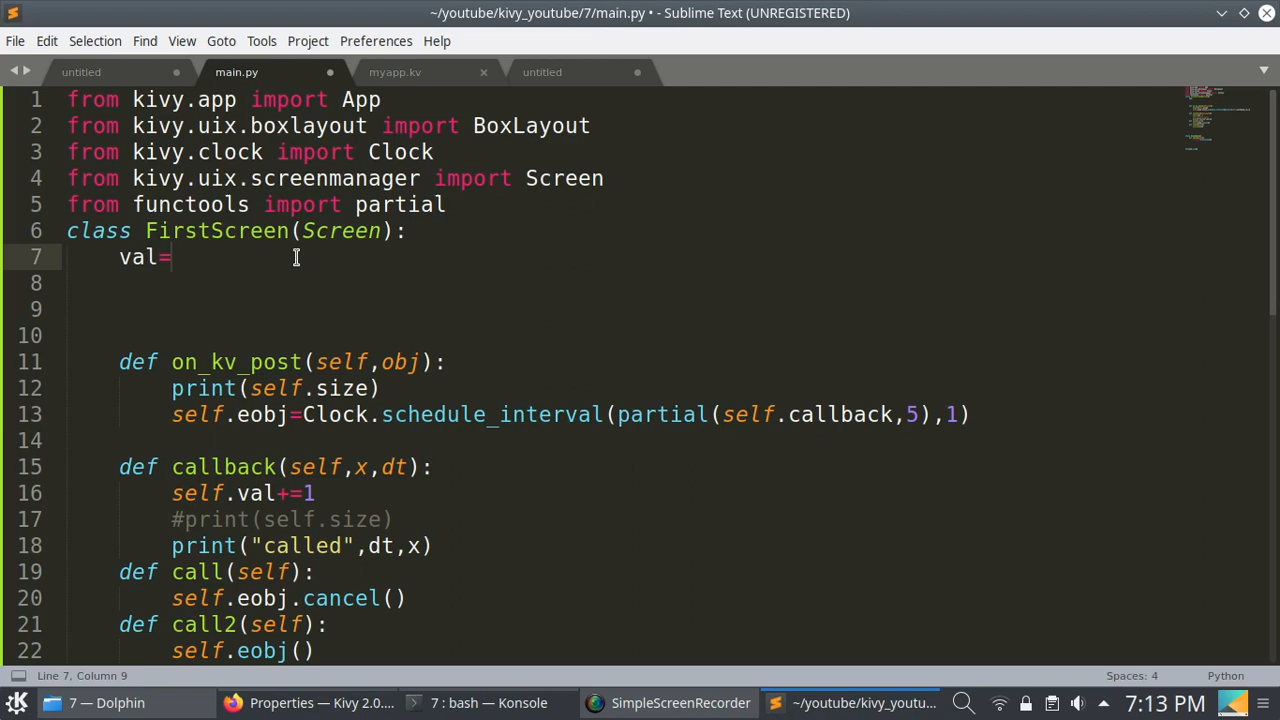 ~/youtube/kivy_youtube/7/main.py • - Sublime Text (UNREGISTERED)
File Edit Selection Find View Goto Tools Project Preferences Help
untitled main.py myapp.kv untitled
1 from kivy.app import App
2 from kivy.uix.boxlayout import BoxLayout
3 from kivy.clock import Clock
4 from kivy.uix.screenmanager import Screen
5 from functools import partial
6 class FirstScreen(Screen):
7     val=
8
9
10
11     def on_kv_post(self,obj):
12         print(self.size)
13         self.eobj=Clock.schedule_interval(partial(self.callback,5),1)
14
15     def callback(self,x,dt):
16         self.val+=1
17         #print(self.size)
18         print("called",dt,x)
19     def call(self):
20         self.eobj.cancel()
21     def call2(self):
22         self.eobj()
Line 7, Column 9 Spaces: 4 Python
7 — Dolphin Properties — Kivy 2.0.... 7 : bash — Konsole SimpleScreenRecorder ~/youtube/kivy_youtu... 7:13 PM